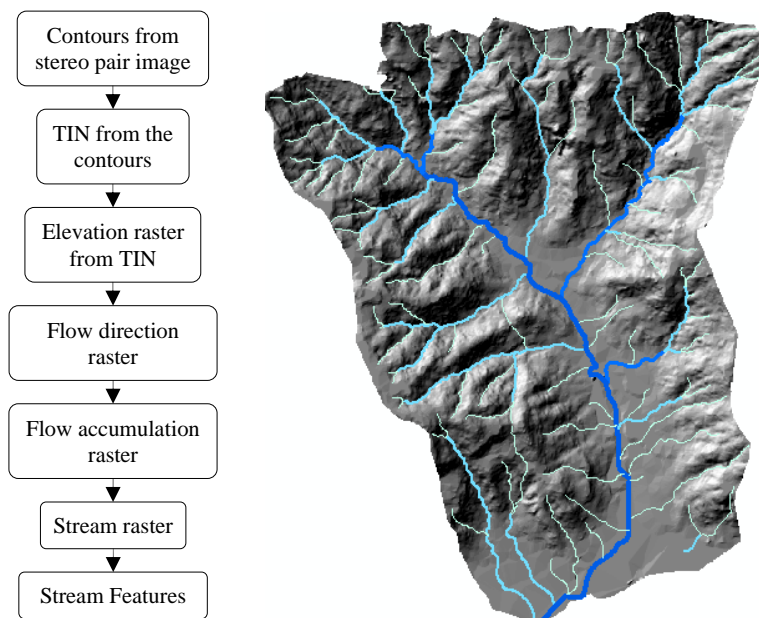 Contours from
stereo pair image
TIN from the
contours
Elevation raster
from TIN
Flow direction
raster
Flow accumulation
raster
Stream raster
Stream Features